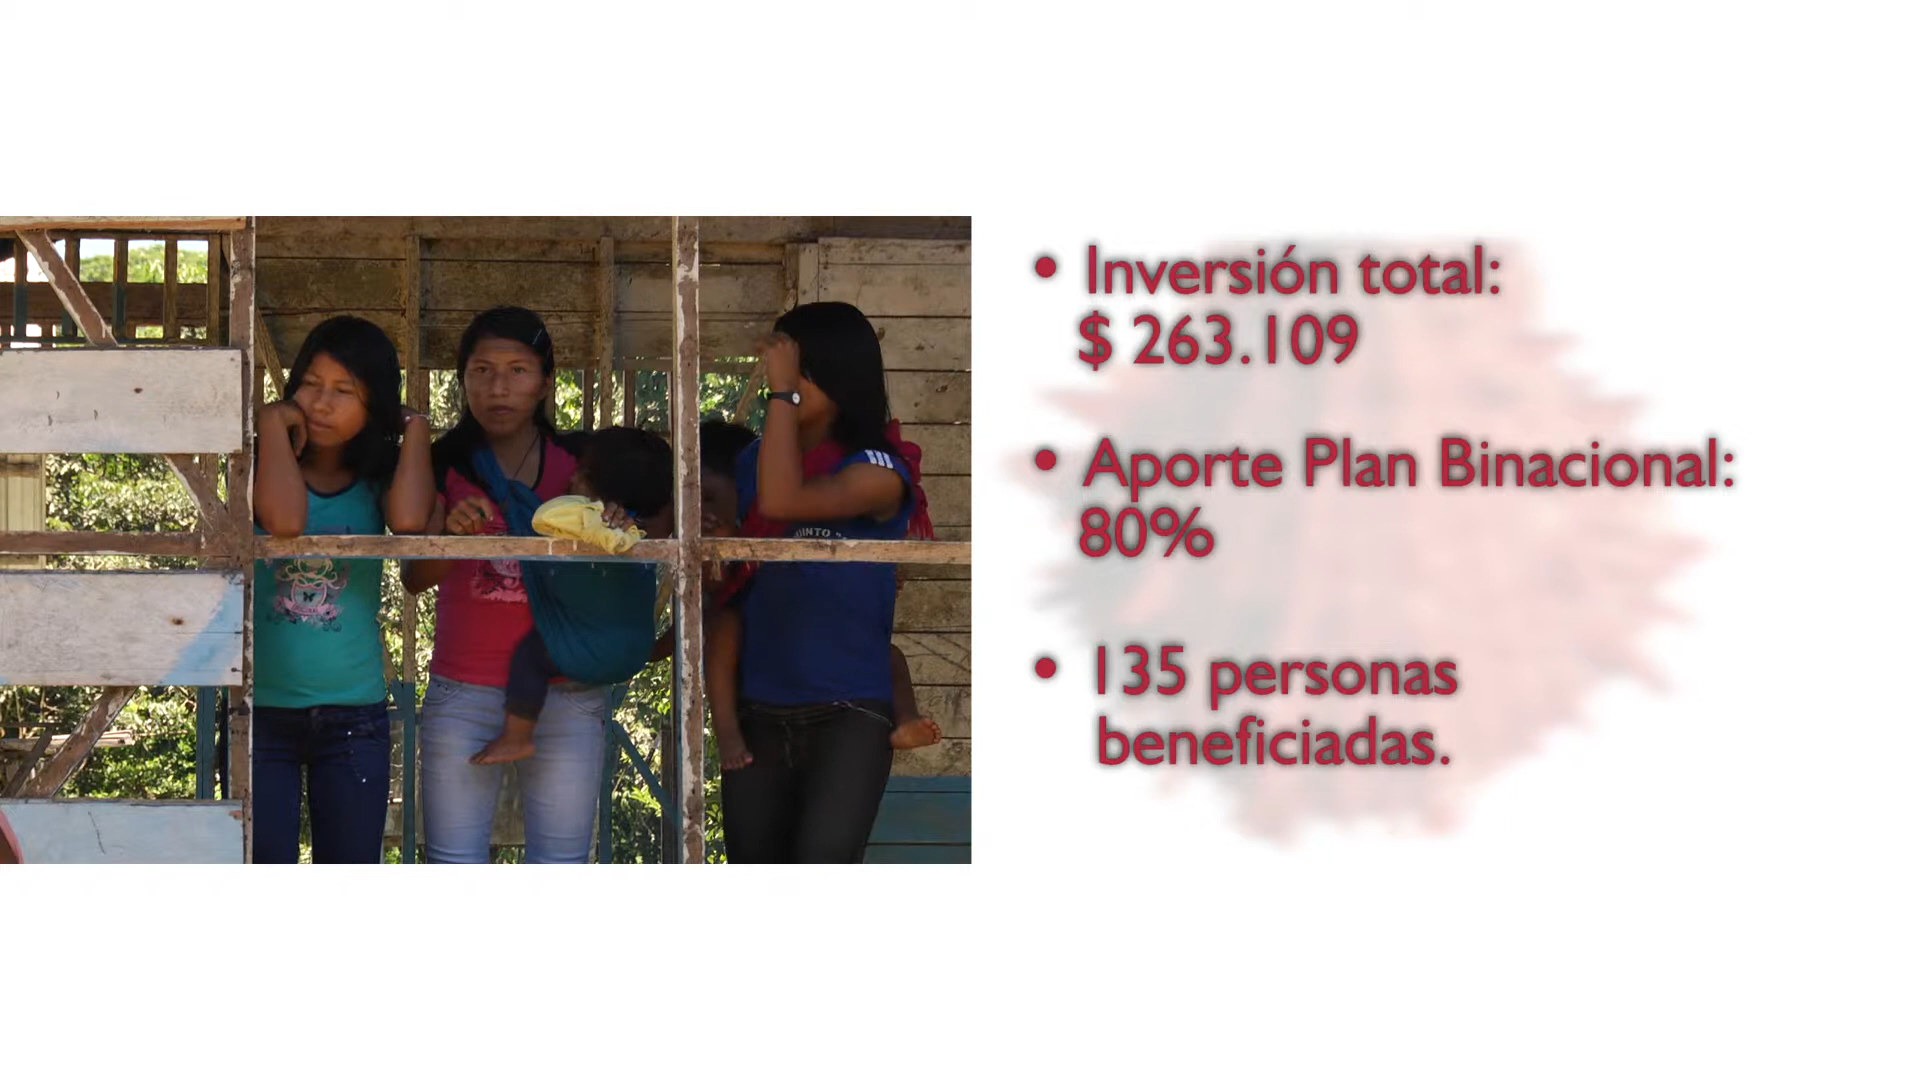 • Inversión total:
$ 263.109
• Aporte Plan Binacional:
80%
• 135 personas
beneficiadas.